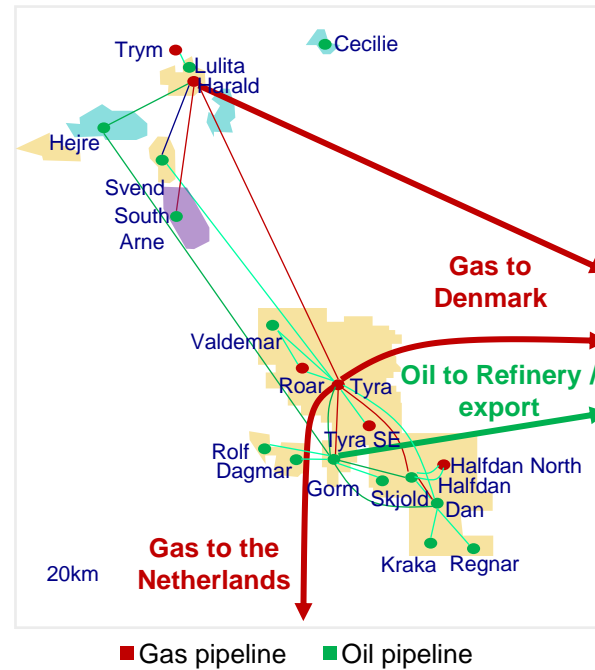 Trym
Cecilie
Lulita
Harald
Hejre
Svend
South
Arne
Gas to
Denmark
Valdemar
Roar
Tyra
Oil to Refinery /
export
Tyra SE
Rolf
Dagmar
Gorm
Skjold
Halfdan North
Halfdan
Dan
Gas to the
Netherlands
Kraka
Regnar
20km
Gas pipeline
Oil pipeline